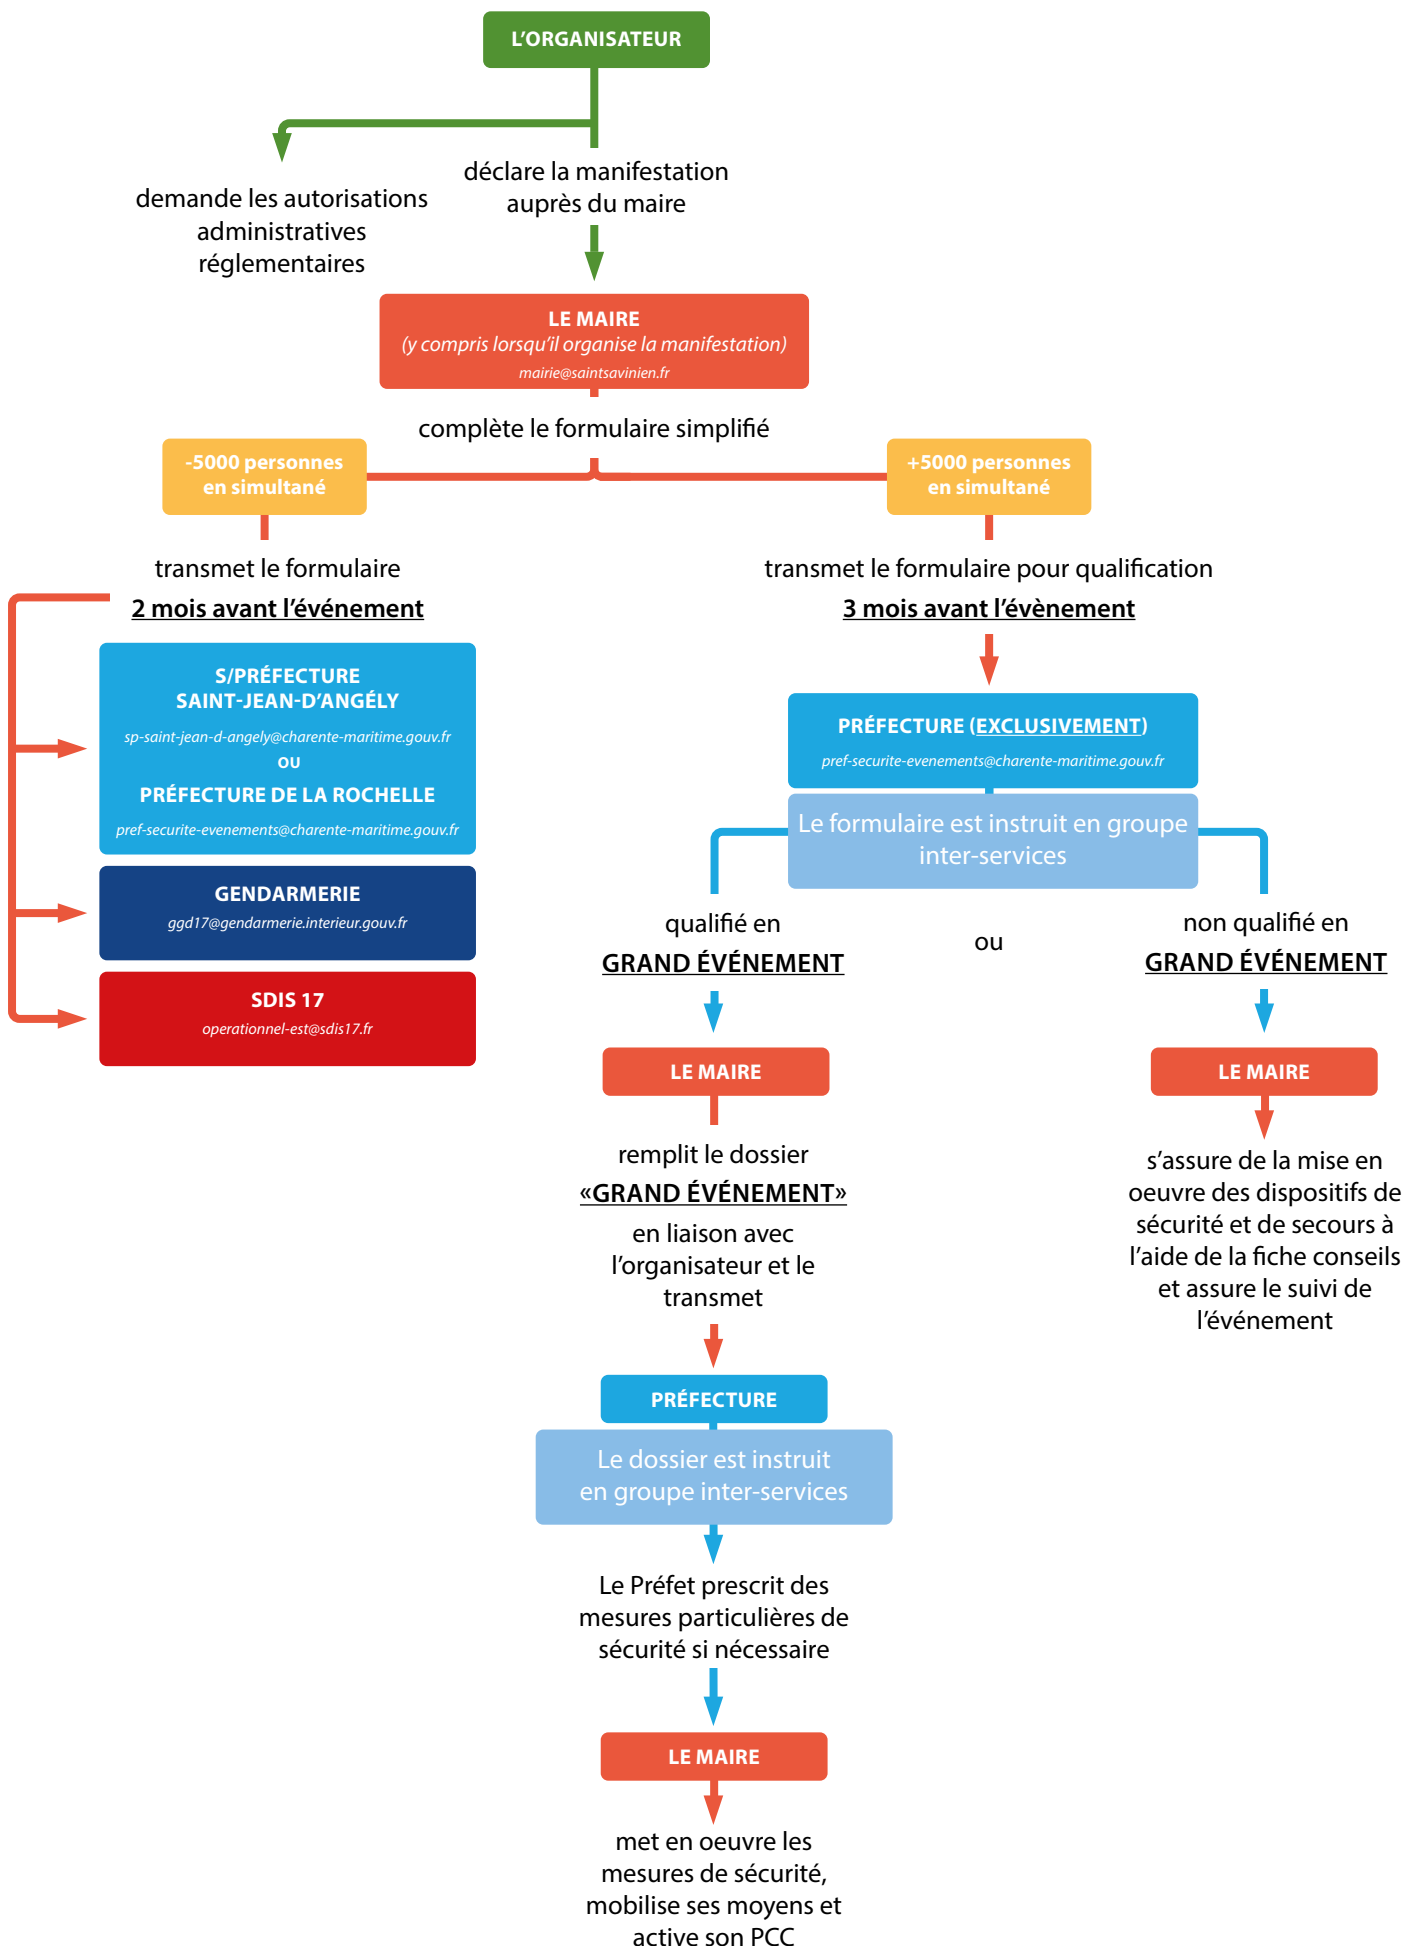 L'ORGANISATEUR
demande les autorisations
administratives
réglementaires
déclare la manifestation
auprès du maire
LE MAIRE
(y compris lorsqu'il organise la manifestation)
mairie@saintsavinien.fr
complète le formulaire simplifié
-5000 personnes
en simultané
transmet le formulaire
2 mois avant l'événement
S/PRÉFECTURE
SAINT-JEAN-D'ANGÉLY
sp-saint-jean-d-angely@charente-maritime.gouv.fr
OU
PRÉFECTURE DE LA ROCHELLE
pref-securite-evenements@charente-maritime.gouv.fr
GENDARMERIE
ggd17@gendarmerie.interieur.gouv.fr
SDIS 17
operationnel-est@sdis17.fr
+5000 personnes
en simultané
transmet le formulaire pour qualification
3 mois avant l'évènement
PRÉFECTURE (EXCLUSIVEMENT)
pref-securite-evenements@charente-maritime.gouv.fr
Le formulaire est instruit en groupe
inter-services
qualifié en
GRAND ÉVÉNEMENT
ou
non qualifié en
GRAND ÉVÉNEMENT
LE MAIRE
remplit le dossier
«GRAND ÉVÉNEMENT»
en liaison avec
l'organisateur et le
transmet
LE MAIRE
s'assure de la mise en
oeuvre des dispositifs de
sécurité et de secours à
l'aide de la fiche conseils
et assure le suivi de
l'événement
PRÉFECTURE
Le dossier est instruit
en groupe inter-services
Le Préfet prescrit des
mesures particulières de
sécurité si nécessaire
LE MAIRE
met en oeuvre les
mesures de sécurité,
mobilise ses moyens et
active son PCC